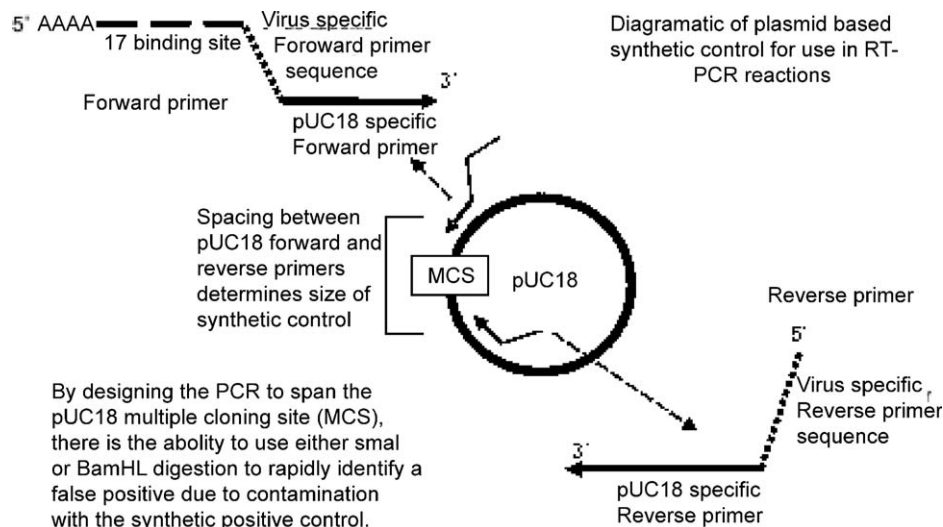 5' AAAA
17 binding site
Virus specific
Foroward primer
sequence
3'
Forward primer
pUC18 specific
Forward primer
Diagramatic of plasmid based
synthetic control for use in RT-
PCR reactions
Spacing between
pUC18 forward and
reverse primers
determines size of
synthetic control
MCS
pUC18
Reverse primer
5'
Virus specific
Reverse primer
sequence
3'
pUC18 specific
Reverse primer
By designing the PCR to span the
pUC18 multiple cloning site (MCS),
there is the abolity to use either smal
or BamHL digestion to rapidly identify a
false positive due to contamination
with the synthetic positive control.